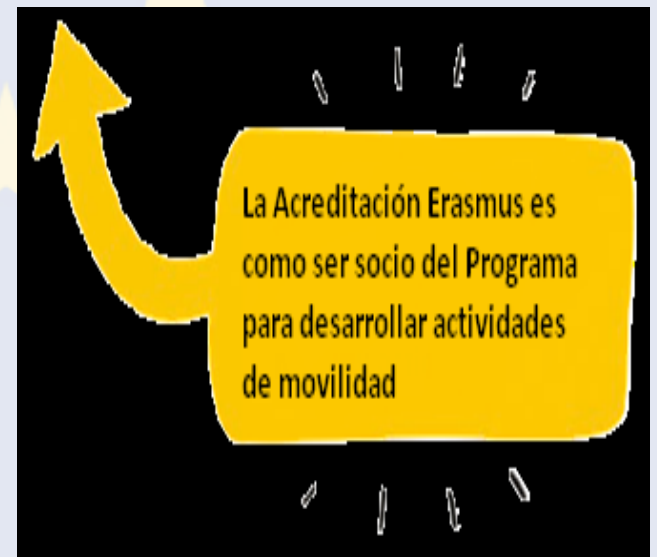 La Acreditación Erasmus es
como ser socio del Programa
para desarrollar actividades
de movilidad